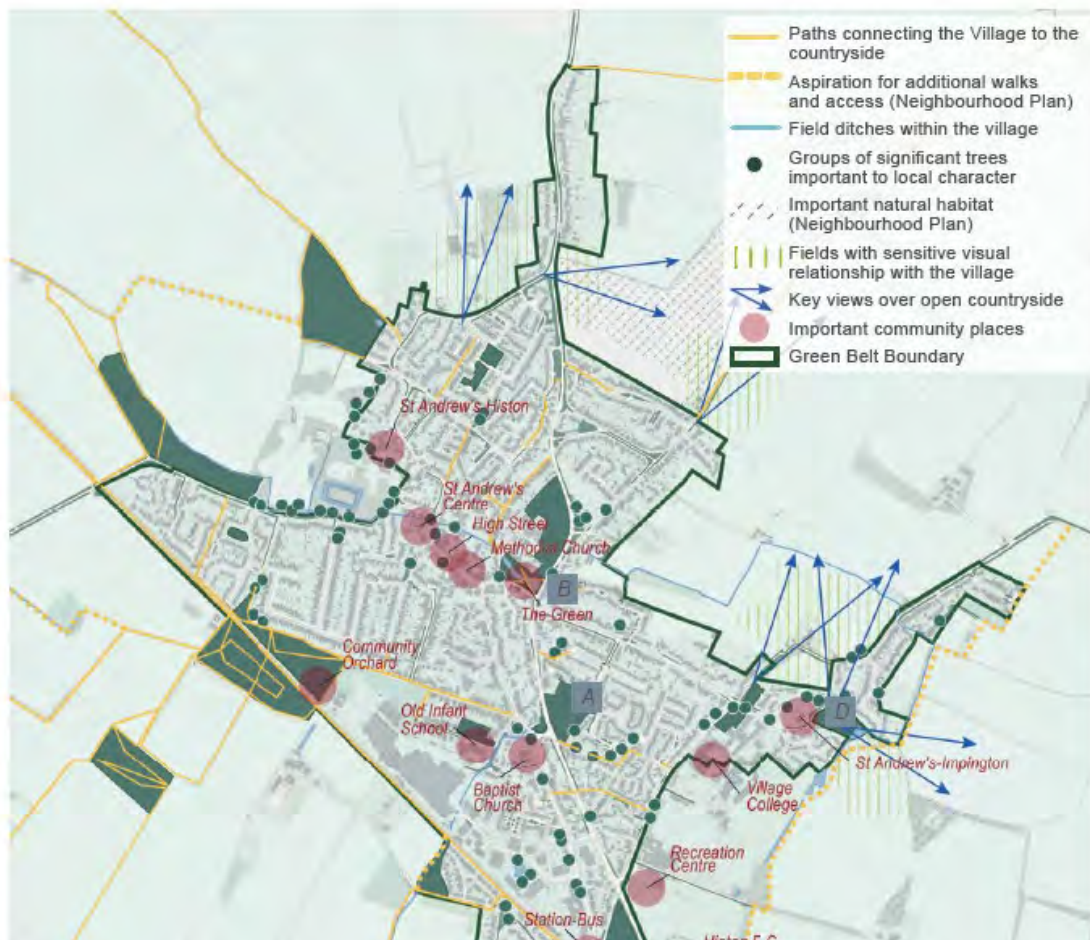 Paths connecting the Village to the
countryside
Aspiration for additional walks
and access (Neighbourhood Plan)
Field ditches within the village
Groups of significant trees
important to local character
Important natural habitat
(Neighbourhood Plan)
Fields with sensitive visual
relationship with the village
Key views over open countryside
Important community places
Green Belt Boundary
St Andrew's-Histon
St Andrew's
Centre
High Street
Methodist Church
B
The Green
Community
Orchard
Old Infant
School
A
D
Baptist
Church
Village
College
St Andrew's-Impington
Recreation
Centre
Station-Bus
Histon F.C